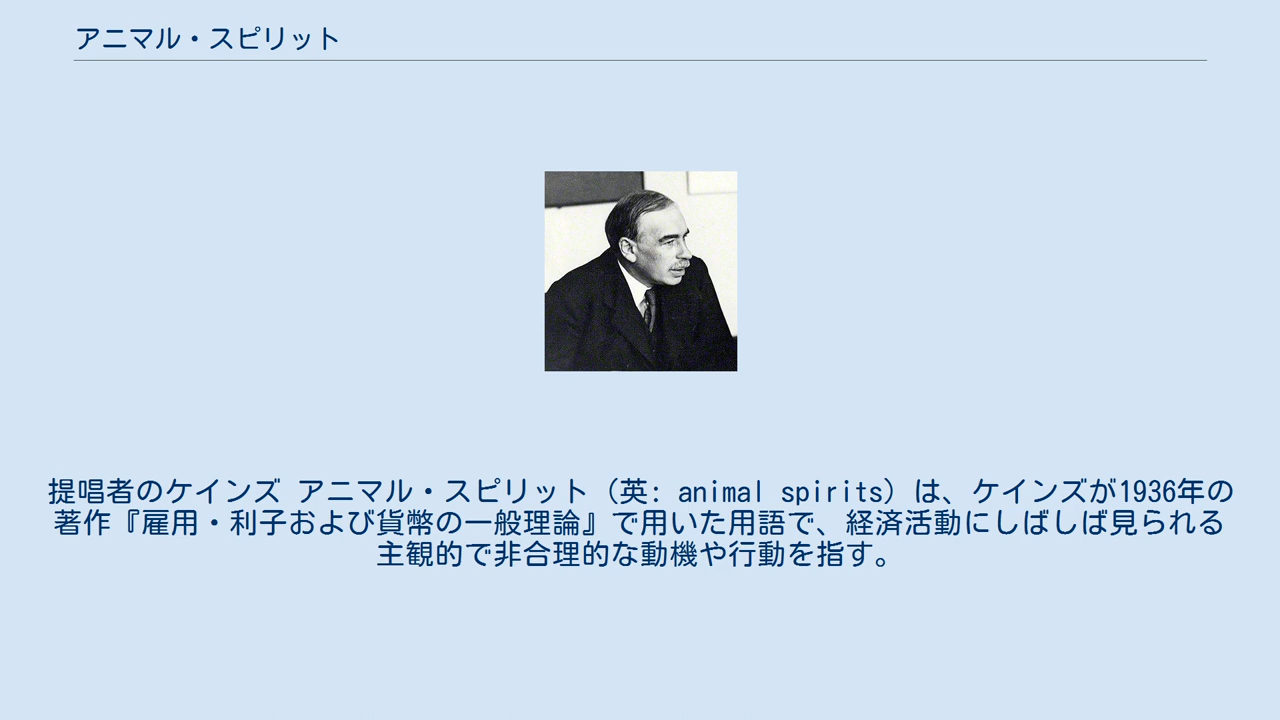 アニマル・スピリット
提唱者のケインズ アニマル・スピリット（英: animal spirits）は、ケインズが1936年の
著作『雇用・利子および貨幣の一般理論』で用いた用語で、経済活動にしばしば見られる
主観的で非合理的な動機や行動を指す。